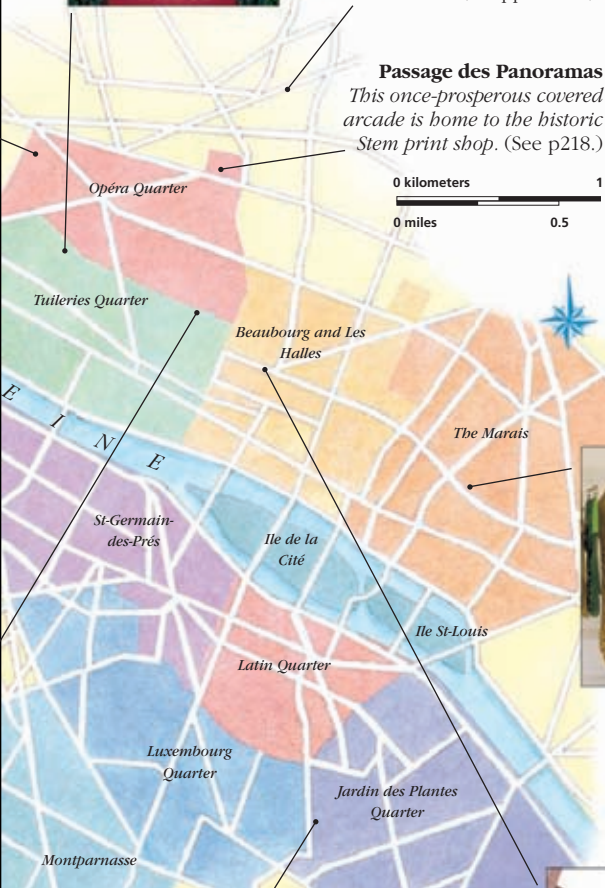 Passage des Panoramas
This once-prosperous covered
arcade is home to the historic
Stern print shop. (See p218.)
0 kilometers 1
0 miles 0.5
Opéra Quarter
Tuileries Quarter
Beaubourg and Les
Halles
The Marais
E I N E
St-Germain-
des-Prés
Ile de la
Cité
Ile St-Louis
Latin Quarter
Luxembourg
Quarter
Jardin des Plantes
Quarter
Montparnasse